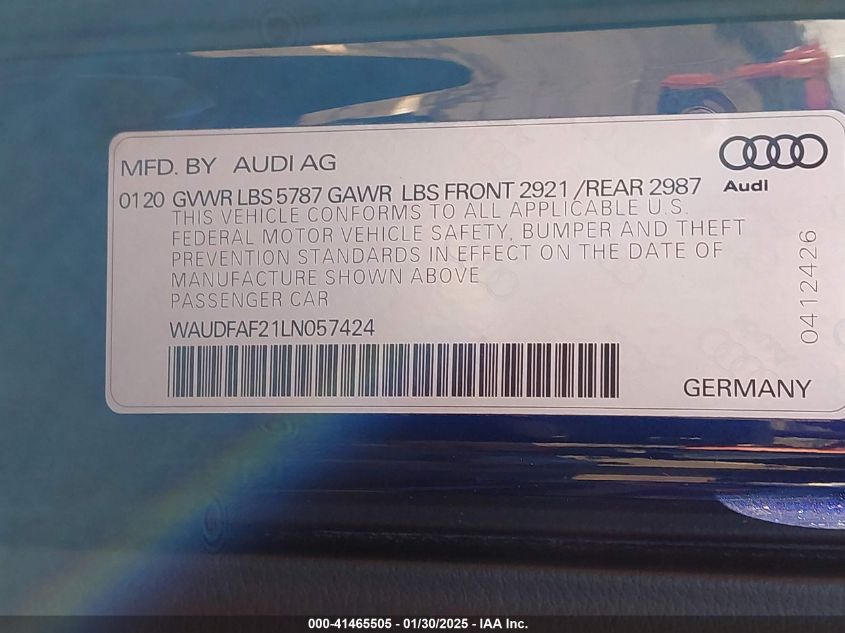 MFD. BY AUDI AG
Audi
0120 GVWR LBS 5787 GAWR LBS FRONT 2921 /REAR 2987
THIS VEHICLE CONFORMS TO ALL APPLICABLE U.S.
FEDERAL MOTOR VEHICLE SAFETY, BUMPER AND THEFT
PREVENTION STANDARDS IN EFFECT ON THE DATE OF
MANUFACTURE SHOWN ABOVE
PASSENGER CAR
WAUDFAF21LN057424
0412426
GERMANY
000-41465505 / 01/30/2025 - IAA Inc.